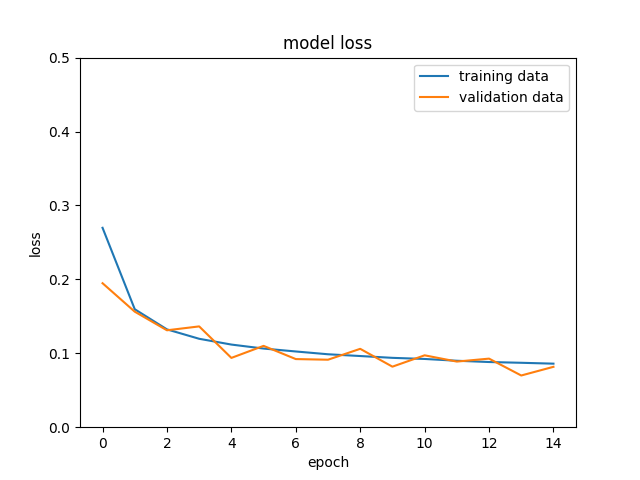 model loss
training data
validation data
0.5
0.4
0.3
0.2
0.1
0.0
loss
0 2 4 6 8 10 12 14
epoch